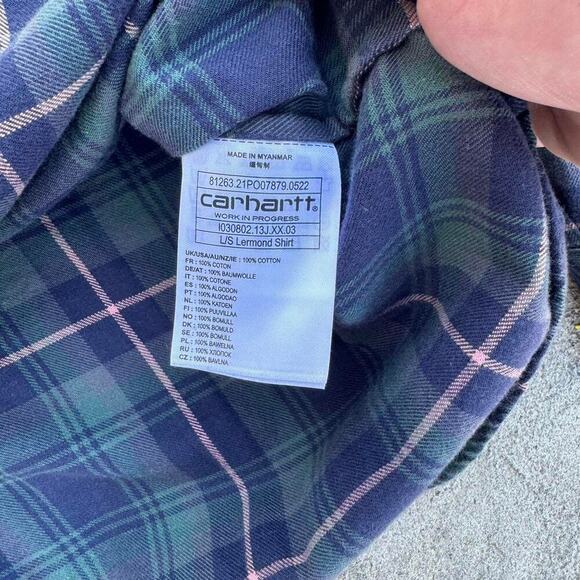 MADE IN MYANMAR
缅甸制
81263.21PO07879.0522
carhartt®
WORK IN PROGRESS
I030802.13J.XX.03
L/S Lermond Shirt
UK/USA/AU/NZ/IE : 100% COTTON
FR : 100% COTON
DE/AT : 100% BAUMWOLLE
IT : 100% COTONE
ES : 100% ALGODON
PT : 100% ALGODAO
NL : 100% KATOEN
FI : 100% PUUVILLAA
NO : 100% BOMULL
DK : 100% BOMULD
SE : 100% BOMULL
PL : 100% BAWELNA
RU : 100% ХЛОПОК
CZ : 100% BAVLNA